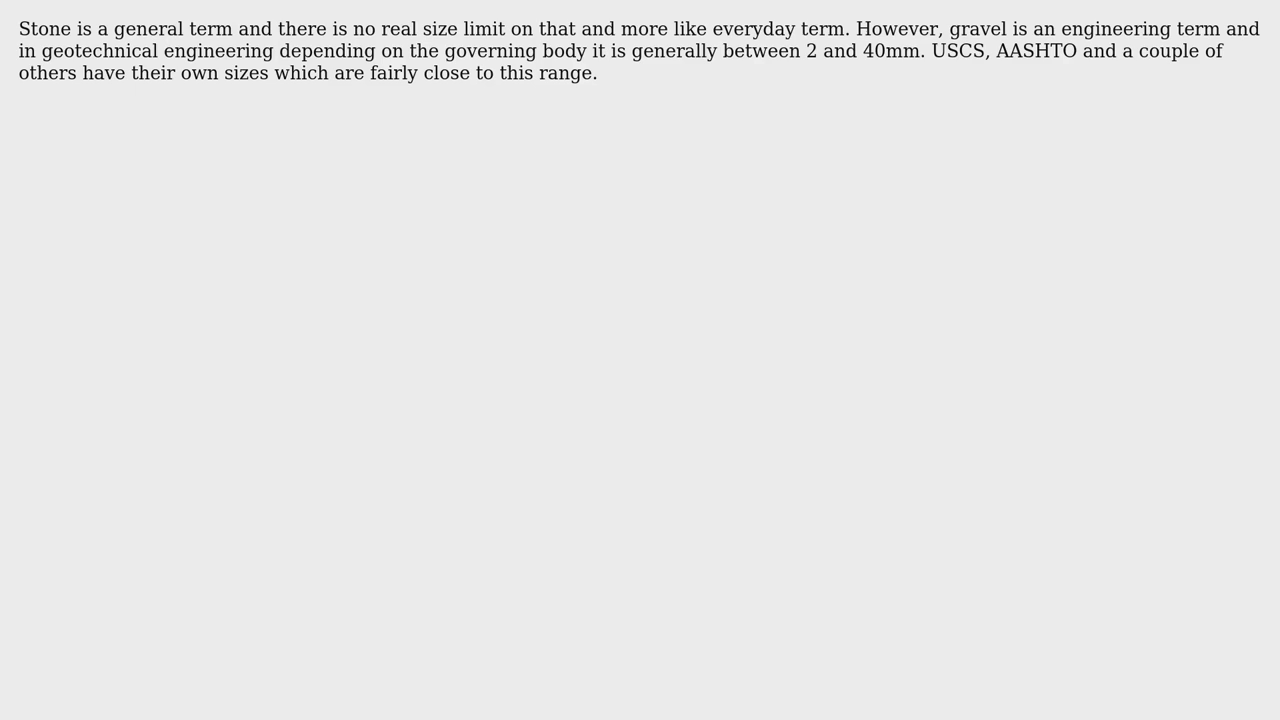 Stone is a general term and there is no real size limit on that and more like everyday term. However, gravel is an engineering term and
in geotechnical engineering depending on the governing body it is generally between 2 and 40mm. USCS, AASHTO and a couple of
others have their own sizes which are fairly close to this range.